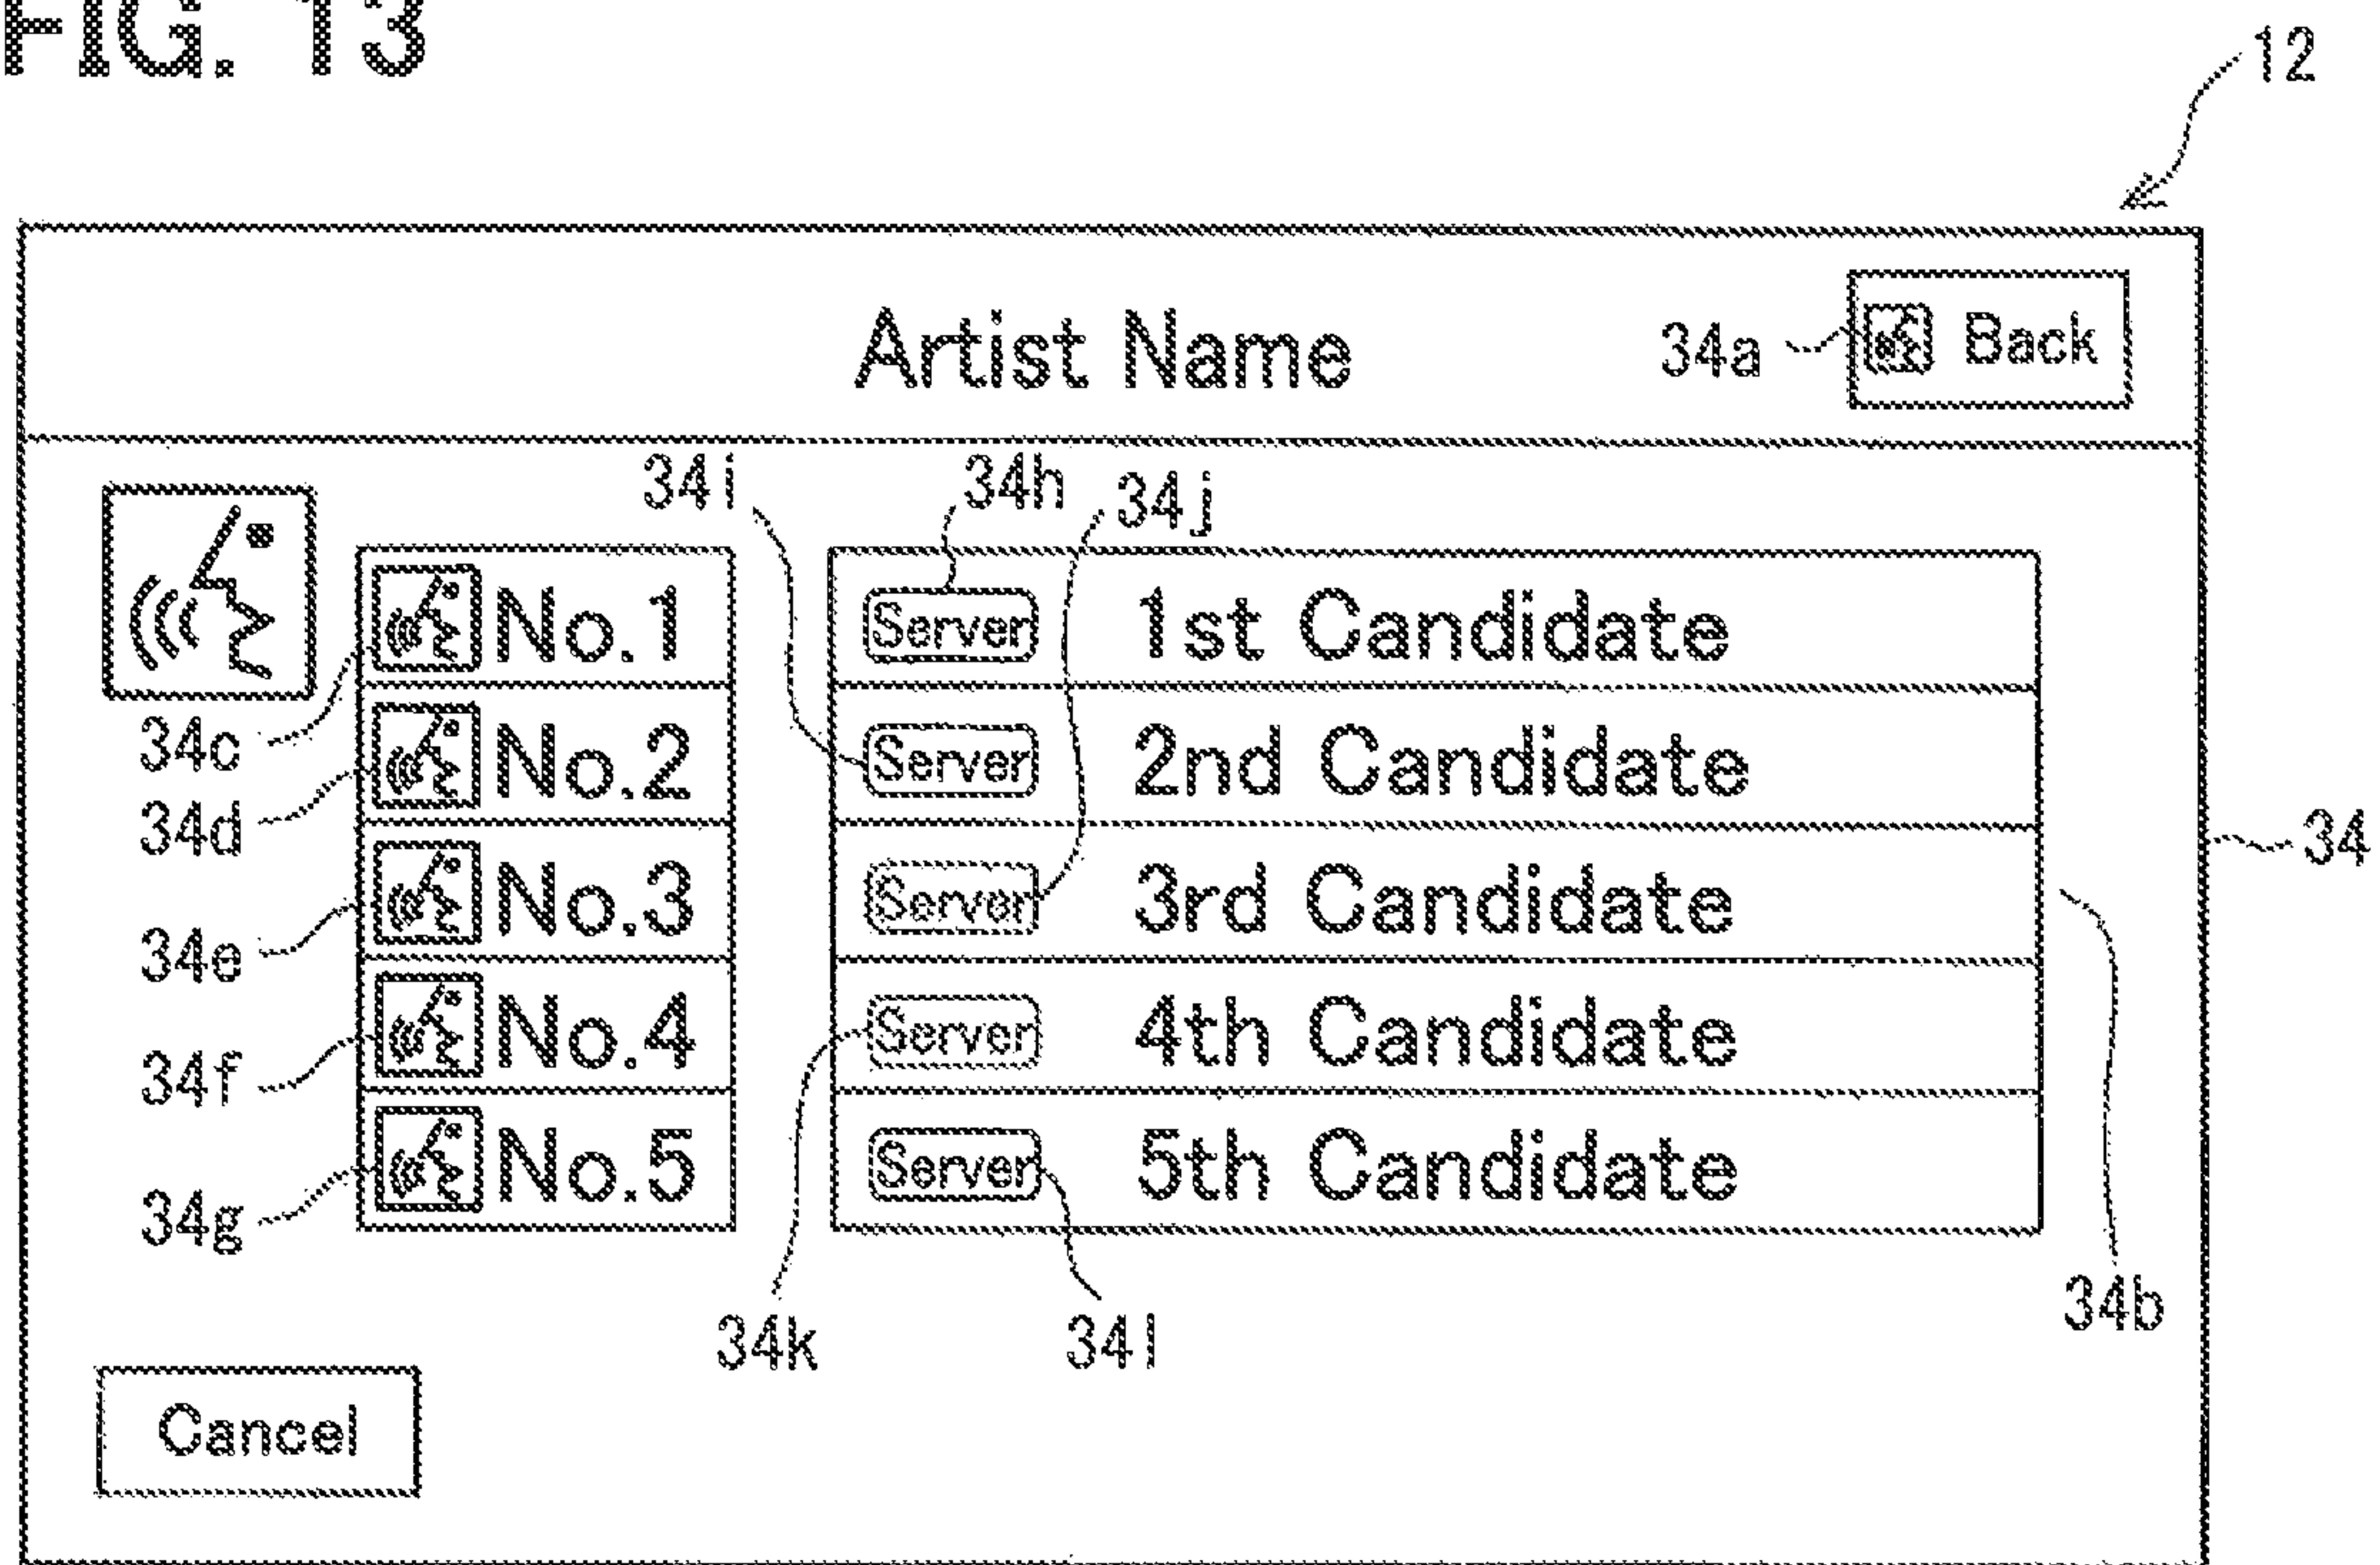 FIG. 13
12
Artist Name
34a
Back
34i
34h
34j
No.1
Server
1st Candidate
34c
No.2
Server
2nd Candidate
34d
34
No.3
Server
3rd Candidate
34e
No.4
Server
4th Candidate
34f
No.5
Server
5th Candidate
34g
34b
34k
34l
Cancel